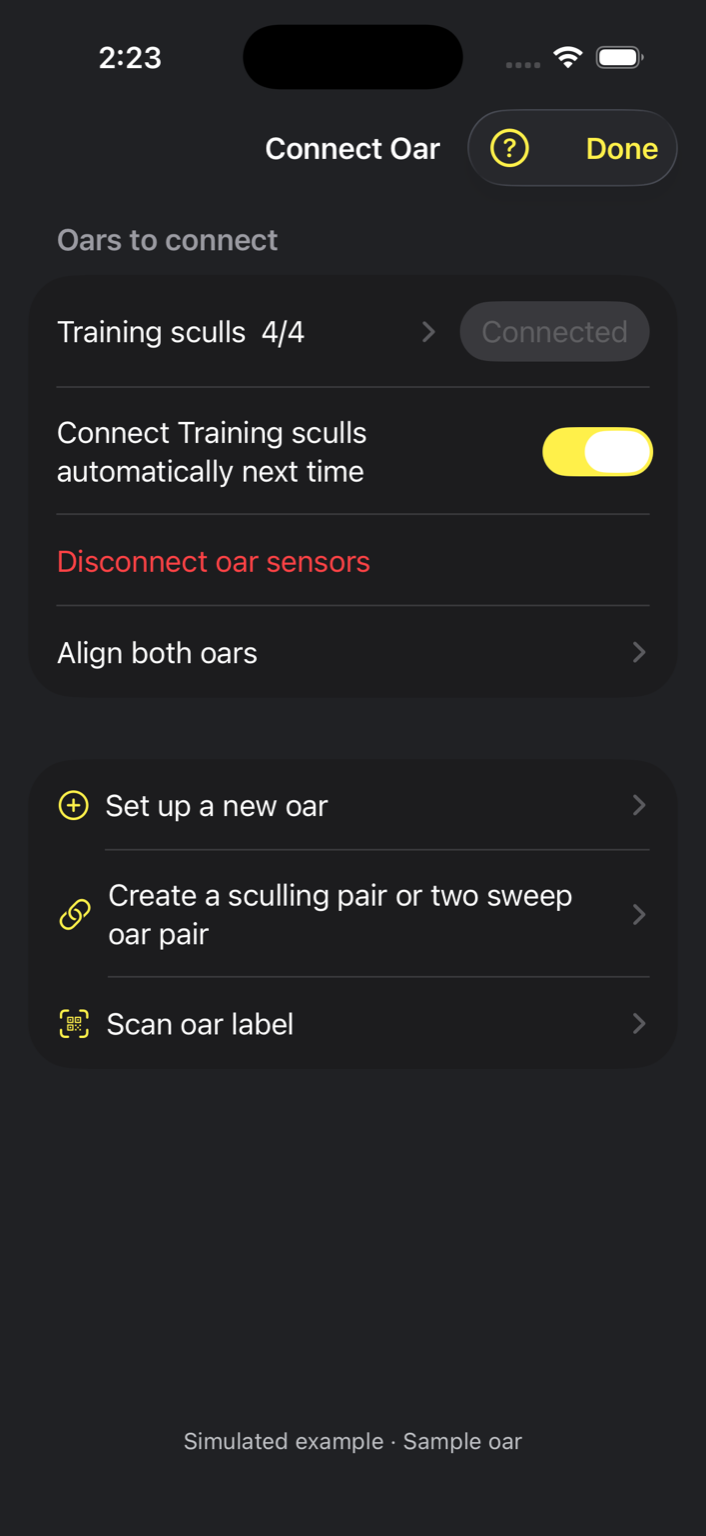 2:23
Connect Oar
? Done
Oars to connect
Training sculls 4/4
Connected
Connect Training sculls
automatically next time
Disconnect oar sensors
Align both oars
Set up a new oar
Create a sculling pair or two sweep
oar pair
Scan oar label
Simulated example · Sample oar